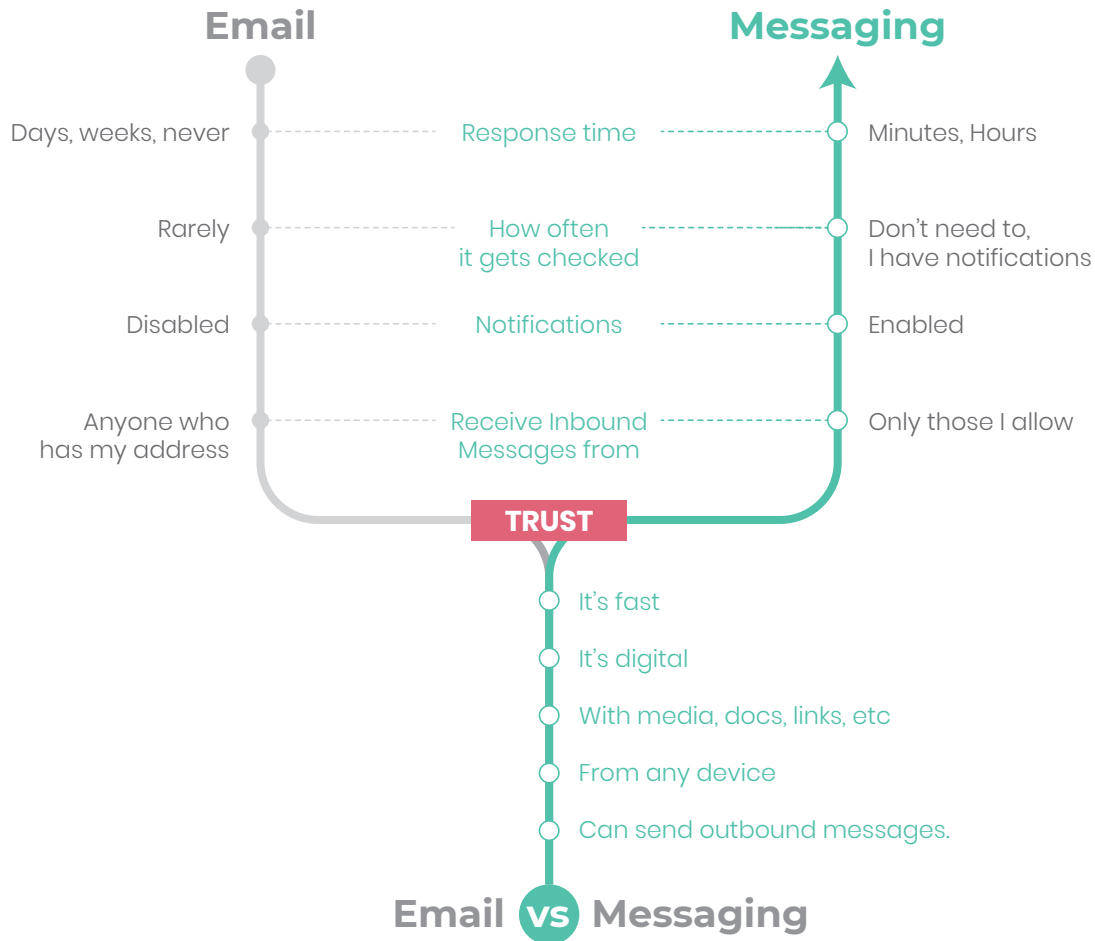 Email
Messaging
Days, weeks, never
Response time
Minutes, Hours
Rarely
How often
it gets checked
Don't need to,
I have notifications
Disabled
Notifications
Enabled
Anyone who
has my address
Receive Inbound
Messages from
Only those I allow
TRUST
It's fast
It's digital
With media, docs, links, etc
From any device
Can send outbound messages.
Email vs Messaging